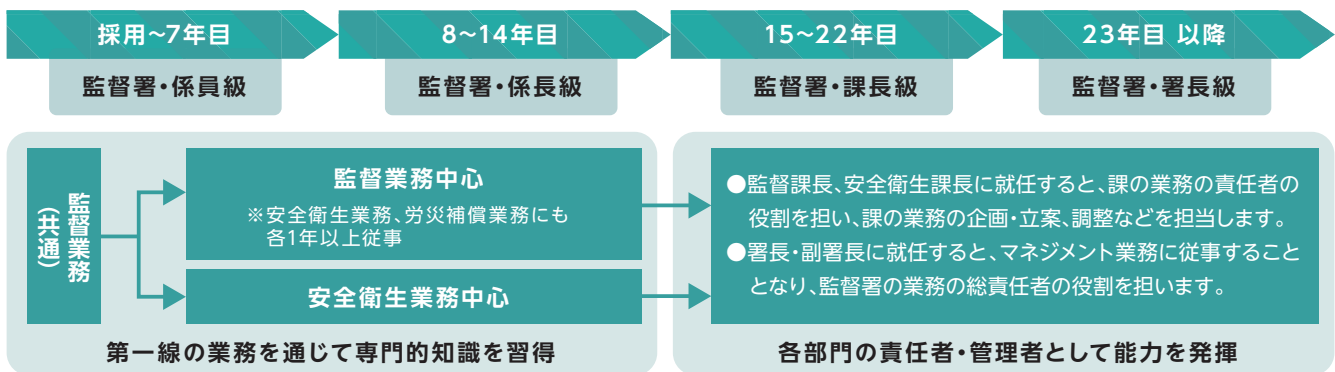 採用~7年目
8~14年目
15~22年目
23年目 以降
監督署・係員級
監督署・係長級
監督署・課長級
監督署・署長級
監督業務
(共通)
監督業務中心
※安全衛生業務、労災補償業務にも
各1年以上従事
安全衛生業務中心
第一線の業務を通じて専門的知識を習得
●監督課長、安全衛生課長に就任すると、課の業務の責任者の
役割を担い、課の業務の企画・立案、調整などを担当します。
●署長・副署長に就任すると、マネジメント業務に従事すること
となり、監督署の業務の総責任者の役割を担います。
各部門の責任者・管理者として能力を発揮